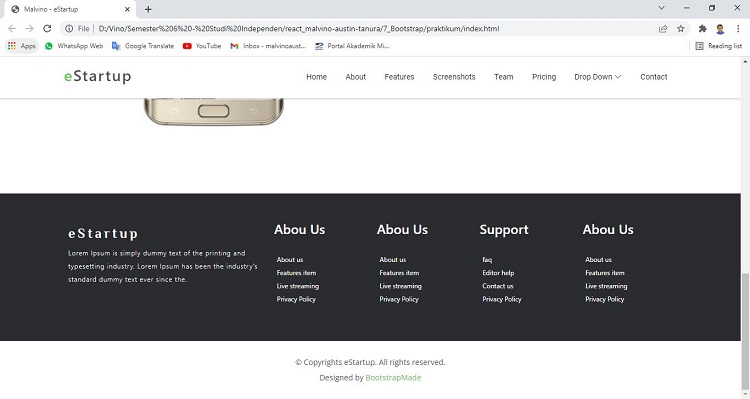 Malvino - eStartup
File
D:/Vino/Semester%206%20-%20Studi%20Independen/react_malvino-austin-tanura/7_Bootstrap/praktikum/index.html
Apps WhatsApp Web Google Translate YouTube Inbox - malvinoaust... Portal Akademik Mi... Reading list
eStartup Home About Features Screenshots Team Pricing Drop Down Contact
eStartup
Lorem Ipsum is simply dummy text of the printing and
typesetting industry. Lorem Ipsum has been the industry's
standard dummy text ever since the.
Abou Us
About us
Features item
Live streaming
Privacy Policy
Abou Us
About us
Features item
Live streaming
Privacy Policy
Support
faq
Editor help
Contact us
Privacy Policy
Abou Us
About us
Features item
Live streaming
Privacy Policy
© Copyrights eStartup. All rights reserved.
Designed by BootstrapMade